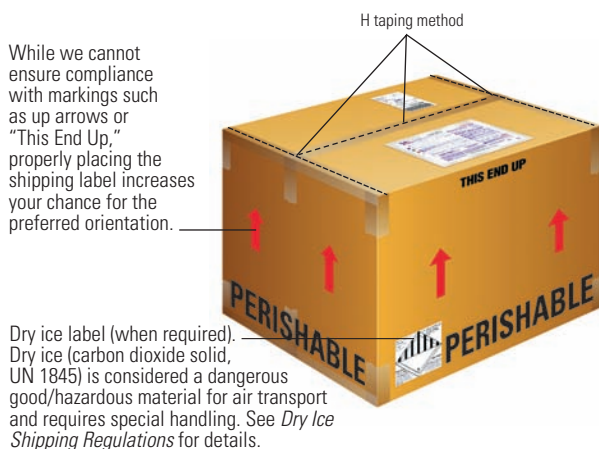 H taping method
While we cannot
ensure compliance
with markings such
as up arrows or
“This End Up,”
properly placing the
shipping label increases
your chance for the
preferred orientation.
THIS END UP
PERISHABLE
PERISHABLE
Dry ice label (when required).
Dry ice (carbon dioxide solid,
UN 1845) is considered a dangerous
good/hazardous material for air transport
and requires special handling. See Dry Ice
Shipping Regulations for details.